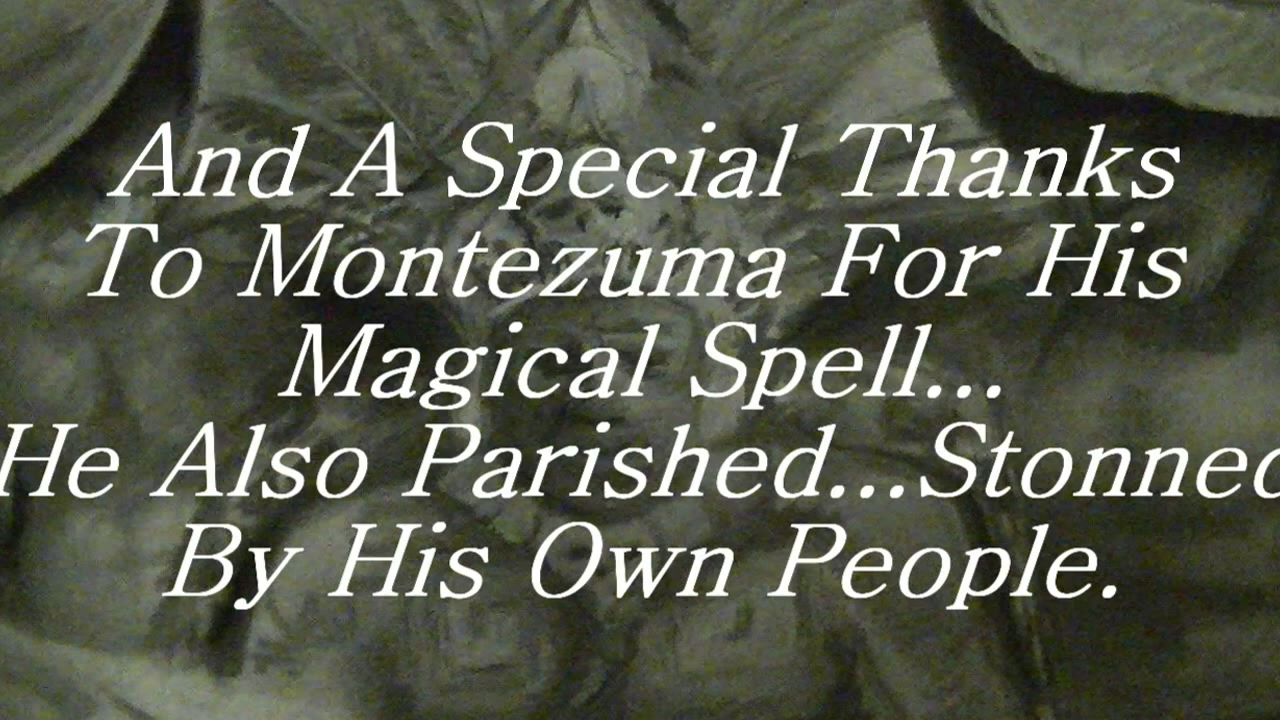 And A Special Thanks
To Montezuma For His
Magical Spell...
He Also Parished...Stonned
By His Own People.